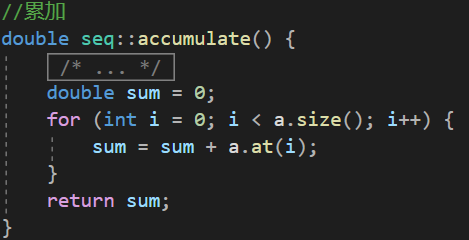 //累加
double seq::accumulate() {
/* ... */
double sum = 0;
for (int i = 0; i < a.size(); i++) {
sum = sum + a.at(i);
}
return sum;
}